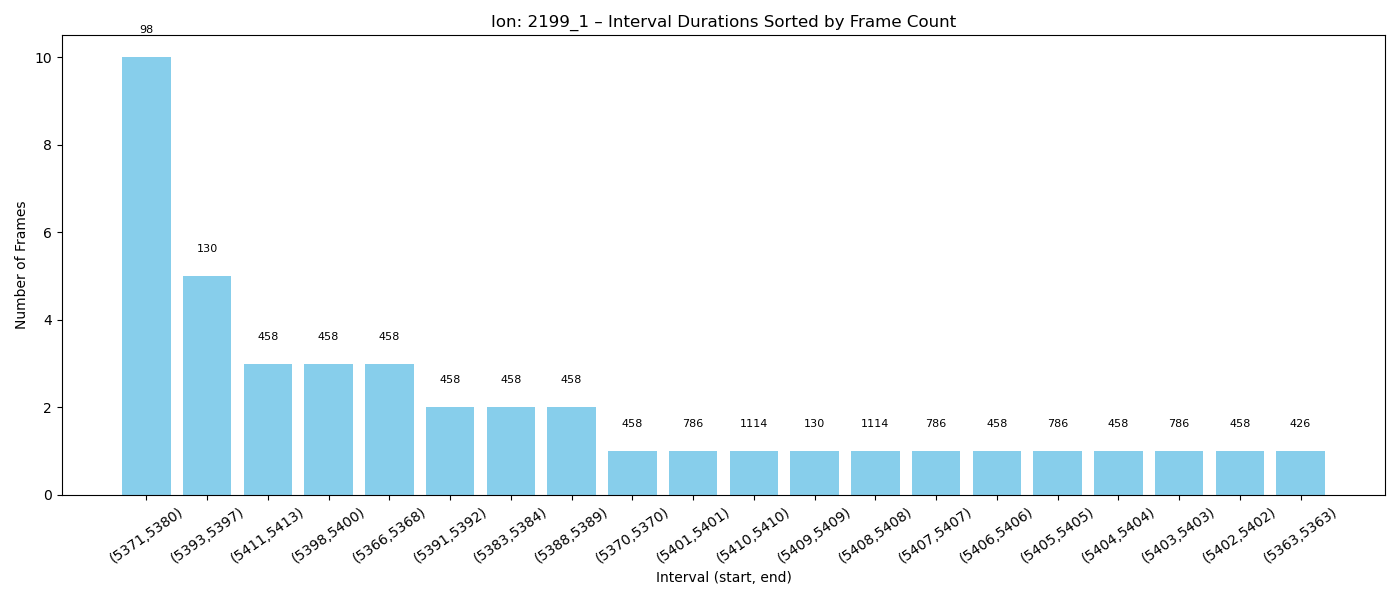 Ion: 2199_1 – Interval Durations Sorted by Frame Count
98
130
458 458 458
458 458 458
458 786 1114 130 1114 786 458 786 458 786 458 426
Number of Frames
10
8
6
4
2
0
(5371,5380) (5393,5397) (5411,5413) (5398,5400) (5366,5368) (5391,5392) (5383,5384) (5388,5389) (5370,5370) (5401,5401) (5410,5410) (5409,5409) (5408,5408) (5407,5407) (5406,5406) (5405,5405) (5404,5404) (5403,5403) (5402,5402) (5363,5363)
Interval (start, end)